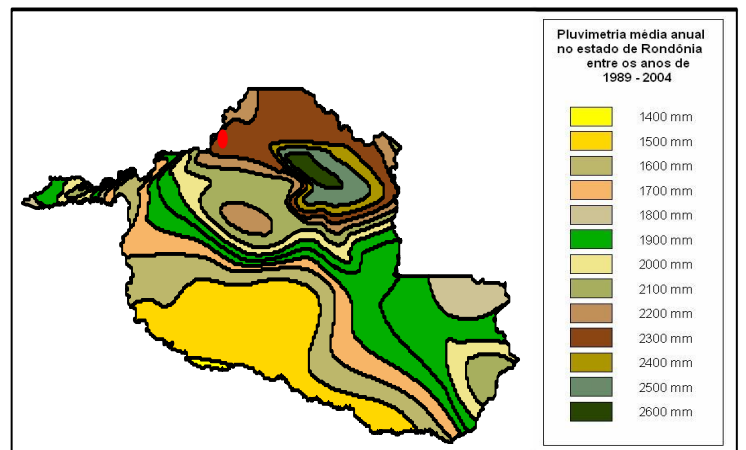 Pluvimetria média anual
no estado de Rondônia
entre os anos de
1989 - 2004
1400 mm
1500 mm
1600 mm
1700 mm
1800 mm
1900 mm
2000 mm
2100 mm
2200 mm
2300 mm
2400 mm
2500 mm
2600 mm